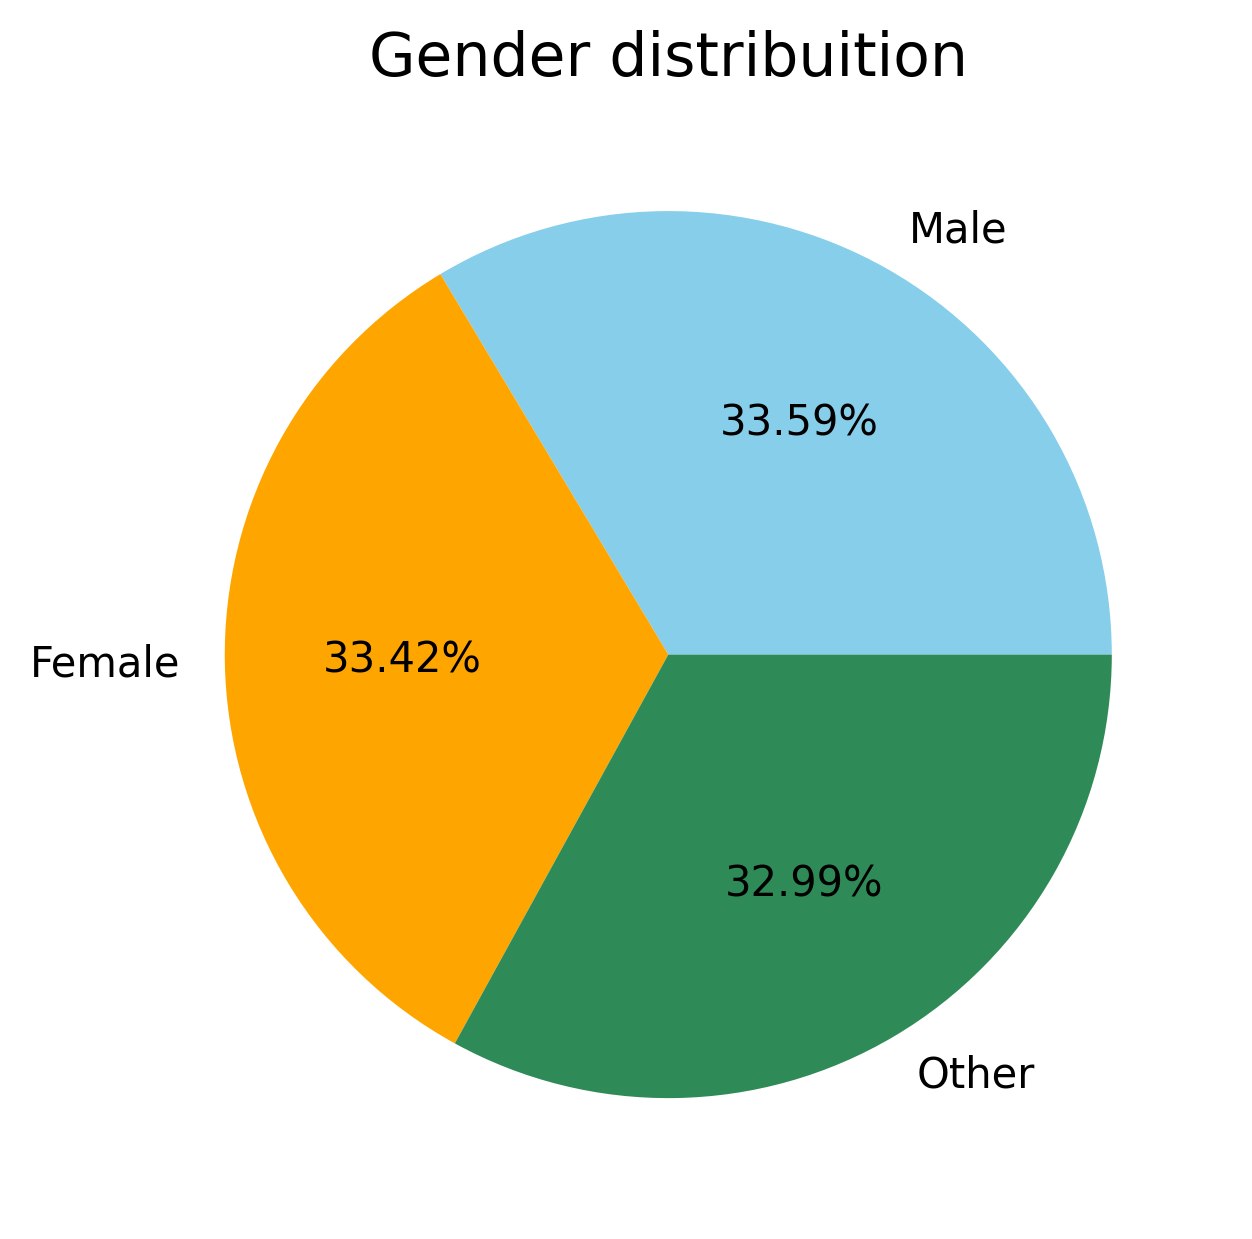 Gender distribuition
Male
33.59%
33.42%
Female
32.99%
Other